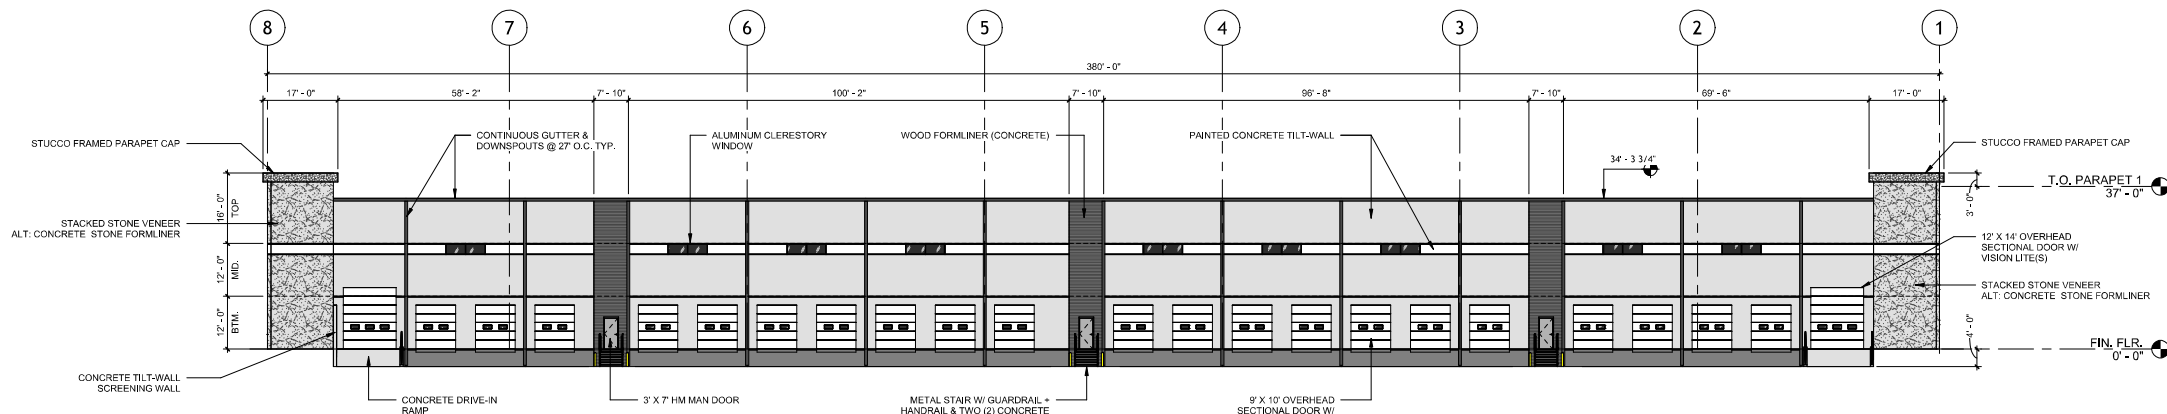 8
7
6
5
4
3
2
1
380' - 0"
17' - 0"
58' - 2"
7' - 10"
100' - 2"
7' - 10"
96' - 8"
7' - 10"
69' - 6"
17' - 0"
STUCCO FRAMED PARAPET CAP
CONTINUOUS GUTTER &
DOWNSPOUTS @ 27' O.C. TYP.
ALUMINUM CLERESTORY
WINDOW
WOOD FORMLINER (CONCRETE)
PAINTED CONCRETE TILT-WALL
34' - 3 3/4"
STUCCO FRAMED PARAPET CAP
T.O. PARAPET 1
37' - 0"
3' - 0"
16' - 0"
TOP
STACKED STONE VENEER
ALT: CONCRETE STONE FORMLINER
12' - 0"
MID.
12' X 14' OVERHEAD
SECTIONAL DOOR W/
VISION LITE(S)
STACKED STONE VENEER
ALT: CONCRETE STONE FORMLINER
12' - 0"
BTM.
4' - 0"
FIN. FLR.
0' - 0"
CONCRETE TILT-WALL
SCREENING WALL
CONCRETE DRIVE-IN
RAMP
3' X 7' HM MAN DOOR
METAL STAIR W/ GUARDRAIL +
HANDRAIL & TWO (2) CONCRETE
9' X 10' OVERHEAD
SECTIONAL DOOR W/